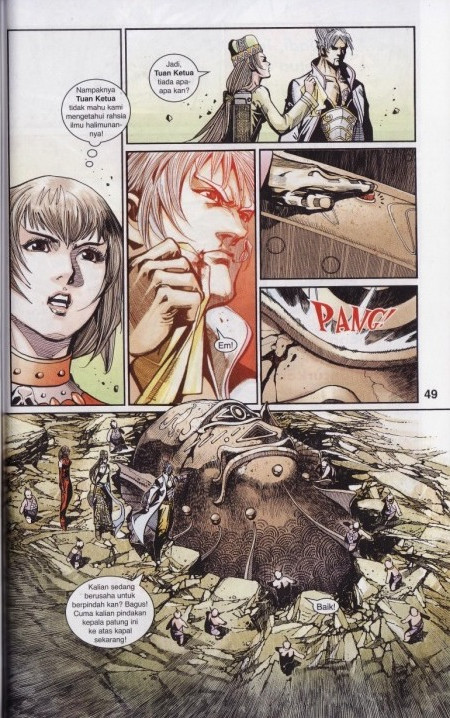 Nampaknya
Tuan Ketua
tidak mahu kami
mengetahui rahsia
ilmu halimunan-
nya!
Jadi,
Tuan Ketua
tiada apa-
apa kan?
Em!
PANG!
49
Kalian sedang
berusaha untuk
berpindah kan? Bagus!
Cuma kalian pindakan
kepala patung ini
ke atas kapal
sekarang!
Baik!